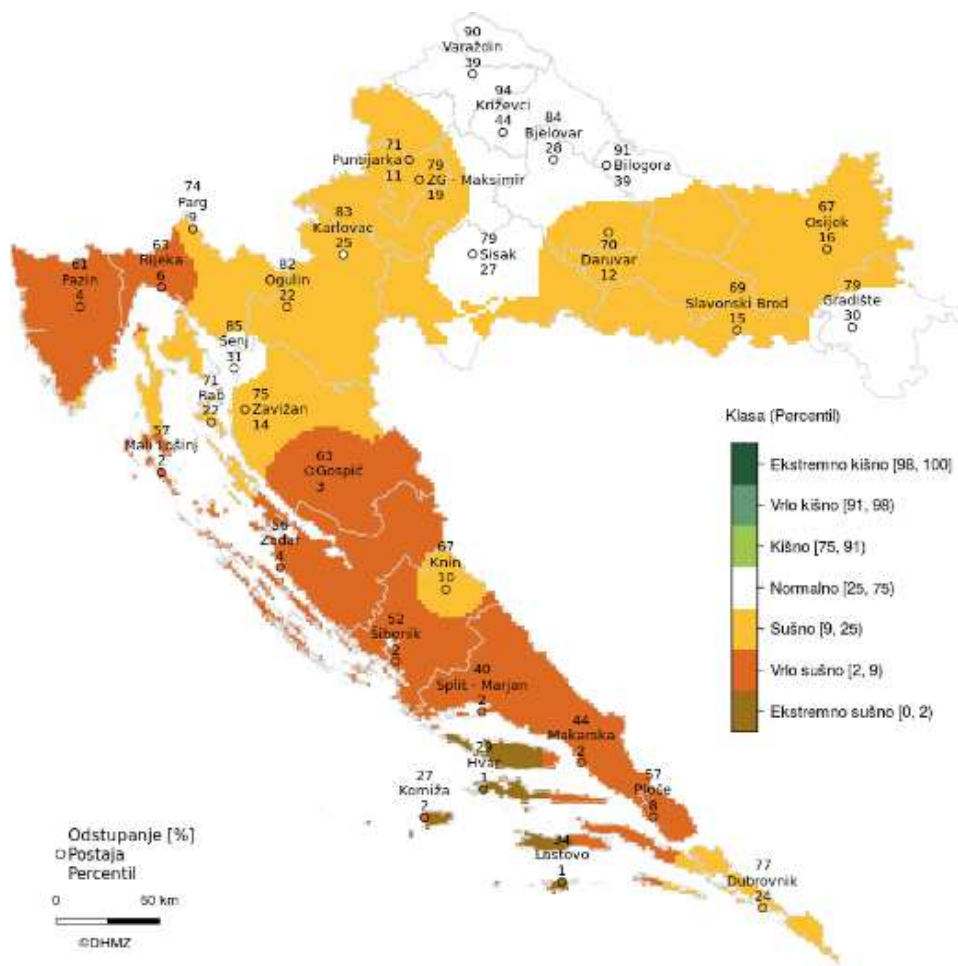 90
Varaždin
39
94
Križevci
44
84
Bjelovar
28
91
Bilogora
39
71
Puntijarka
11
79
ZG - Maksimir
19
74
Parg
9
83
Karlovac
25
79
Sisak
27
70
Daruvar
12
67
Osijek
16
61
Pazin
4
63
Rijeka
6
82
Ogulin
22
69
Slavonski Brod
15
79
Gradište
30
85
Senj
31
71
Rab
22
75
Zavižan
14
57
Mali Lošinj
2
63
Gospić
3
56
Zadar
4
67
Knin
10
52
Šibenik
2
40
Split - Marjan
2
44
Makarska
2
29
Hvar
1
27
Komiža
2
57
Ploče
8
34
Lastovo
1
77
Dubrovnik
24
Klasa (Percentil)
Ekstremno kišno [98, 100]
Vrlo kišno [91, 98)
Kišno [75, 91)
Normalno [25, 75)
Sušno [9, 25)
Vrlo sušno [2, 9)
Ekstremno sušno [0, 2)
Odstupanje [%]
Postaja
Percentil
0 50 km
©DHMZ